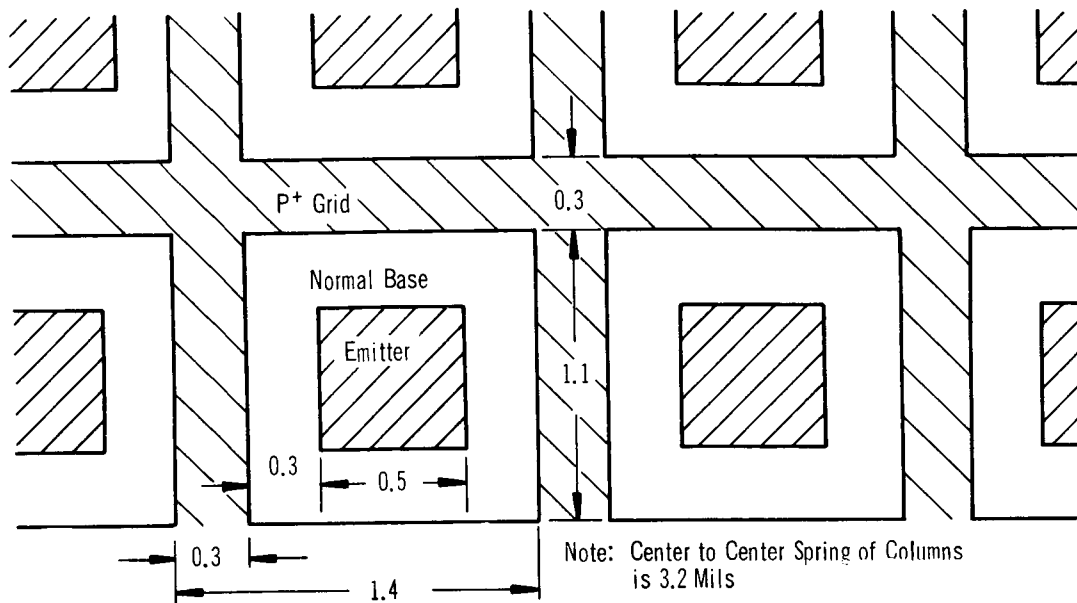 0.3
P+ Grid
Normal Base
Emitter
1.1
0.3
0.5
0.3
1.4
Note: Center to Center Spring of Columns
is 3.2 Mils